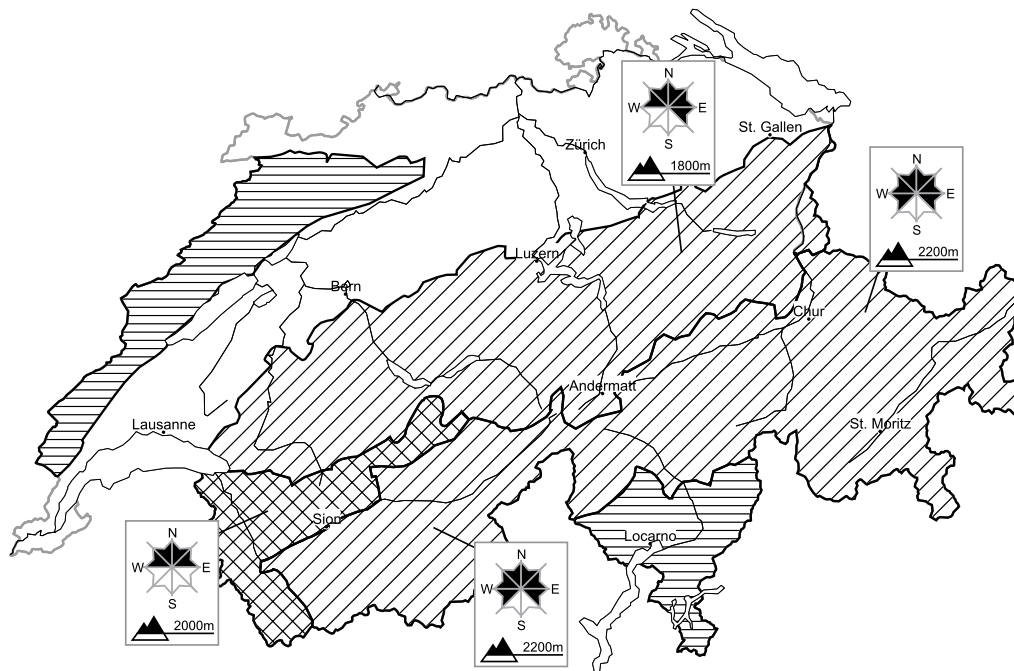 N
W E
S
1800m
St. Gallen
Zürich
N
W E
S
2200m
Luzern
Bern
Chur
Andermatt
Lausanne
St. Moritz
Sion
Locarno
N
W E
S
2000m
N
W E
S
2200m